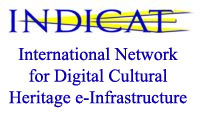 INDICATE
International Network
for Digital Cultural
Heritage e-Infrastructure